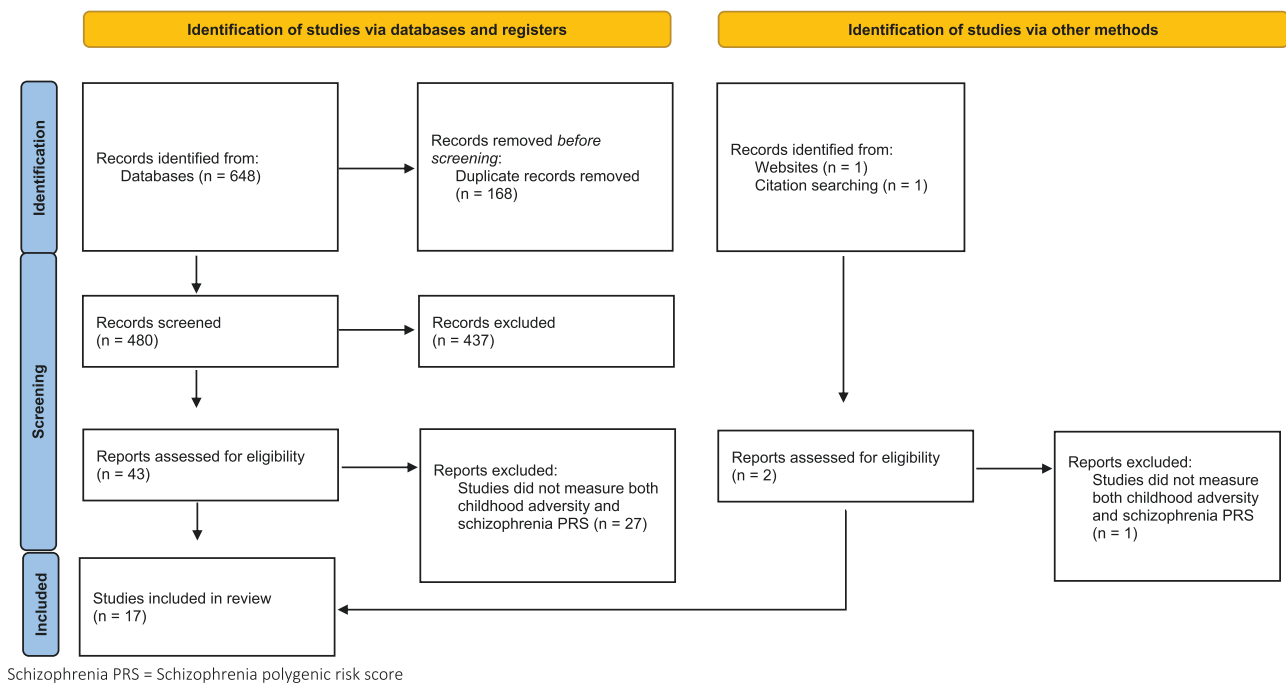 Identification of studies via databases and registers
Identification of studies via other methods
Identification
Records identified from:
Databases (n = 648)
Records removed before
screening:
Duplicate records removed
(n = 168)
Records identified from:
Websites (n = 1)
Citation searching (n = 1)
Screening
Records screened
(n = 480)
Records excluded
(n = 437)
Reports assessed for eligibility
(n = 43)
Reports excluded:
Studies did not measure both
childhood adversity and
schizophrenia PRS (n = 27)
Reports assessed for eligibility
(n = 2)
Reports excluded:
Studies did not measure
both childhood adversity
and schizophrenia PRS
(n = 1)
Included
Studies included in review
(n = 17)
Schizophrenia PRS = Schizophrenia polygenic risk score